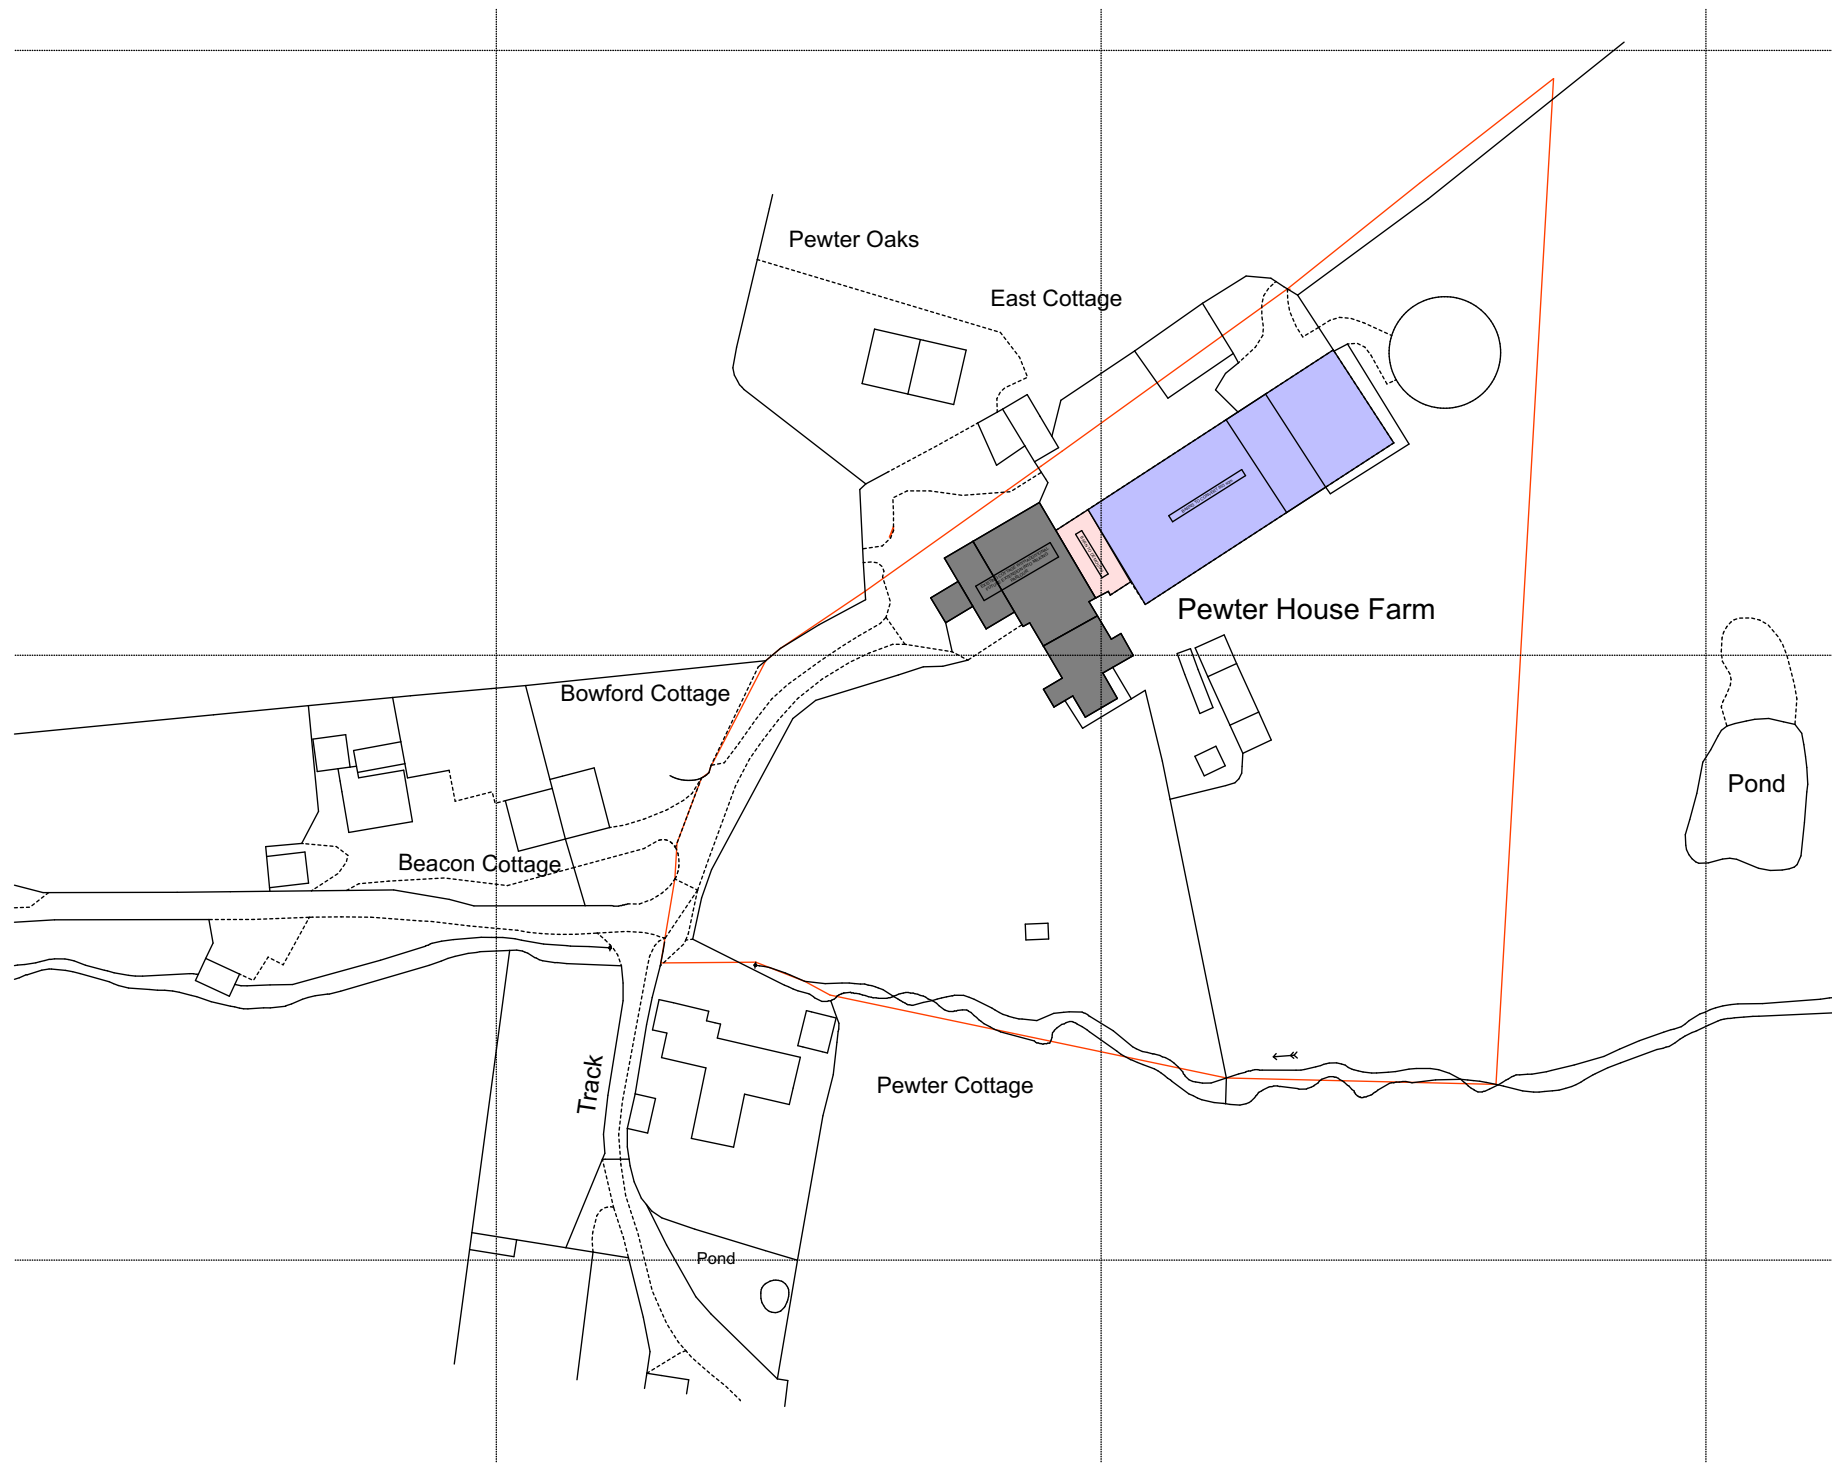 Pewter Oaks
East Cottage
Pewter House Farm
Bowford Cottage
Pond
Beacon Cottage
Track
Pewter Cottage
Pond